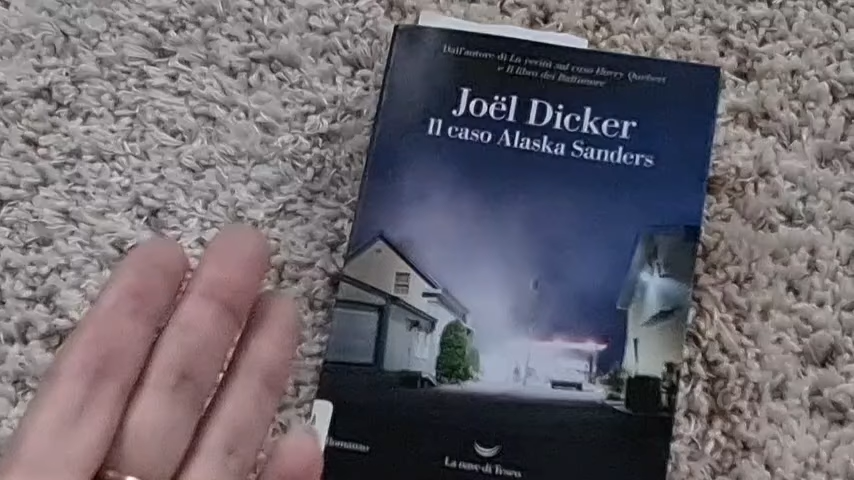 Dall'autore di La verità sul caso Harry Quebert
e Il libro dei Baltimore
Joël Dicker
Il caso Alaska Sanders
Romanzo
La nave di Teseo